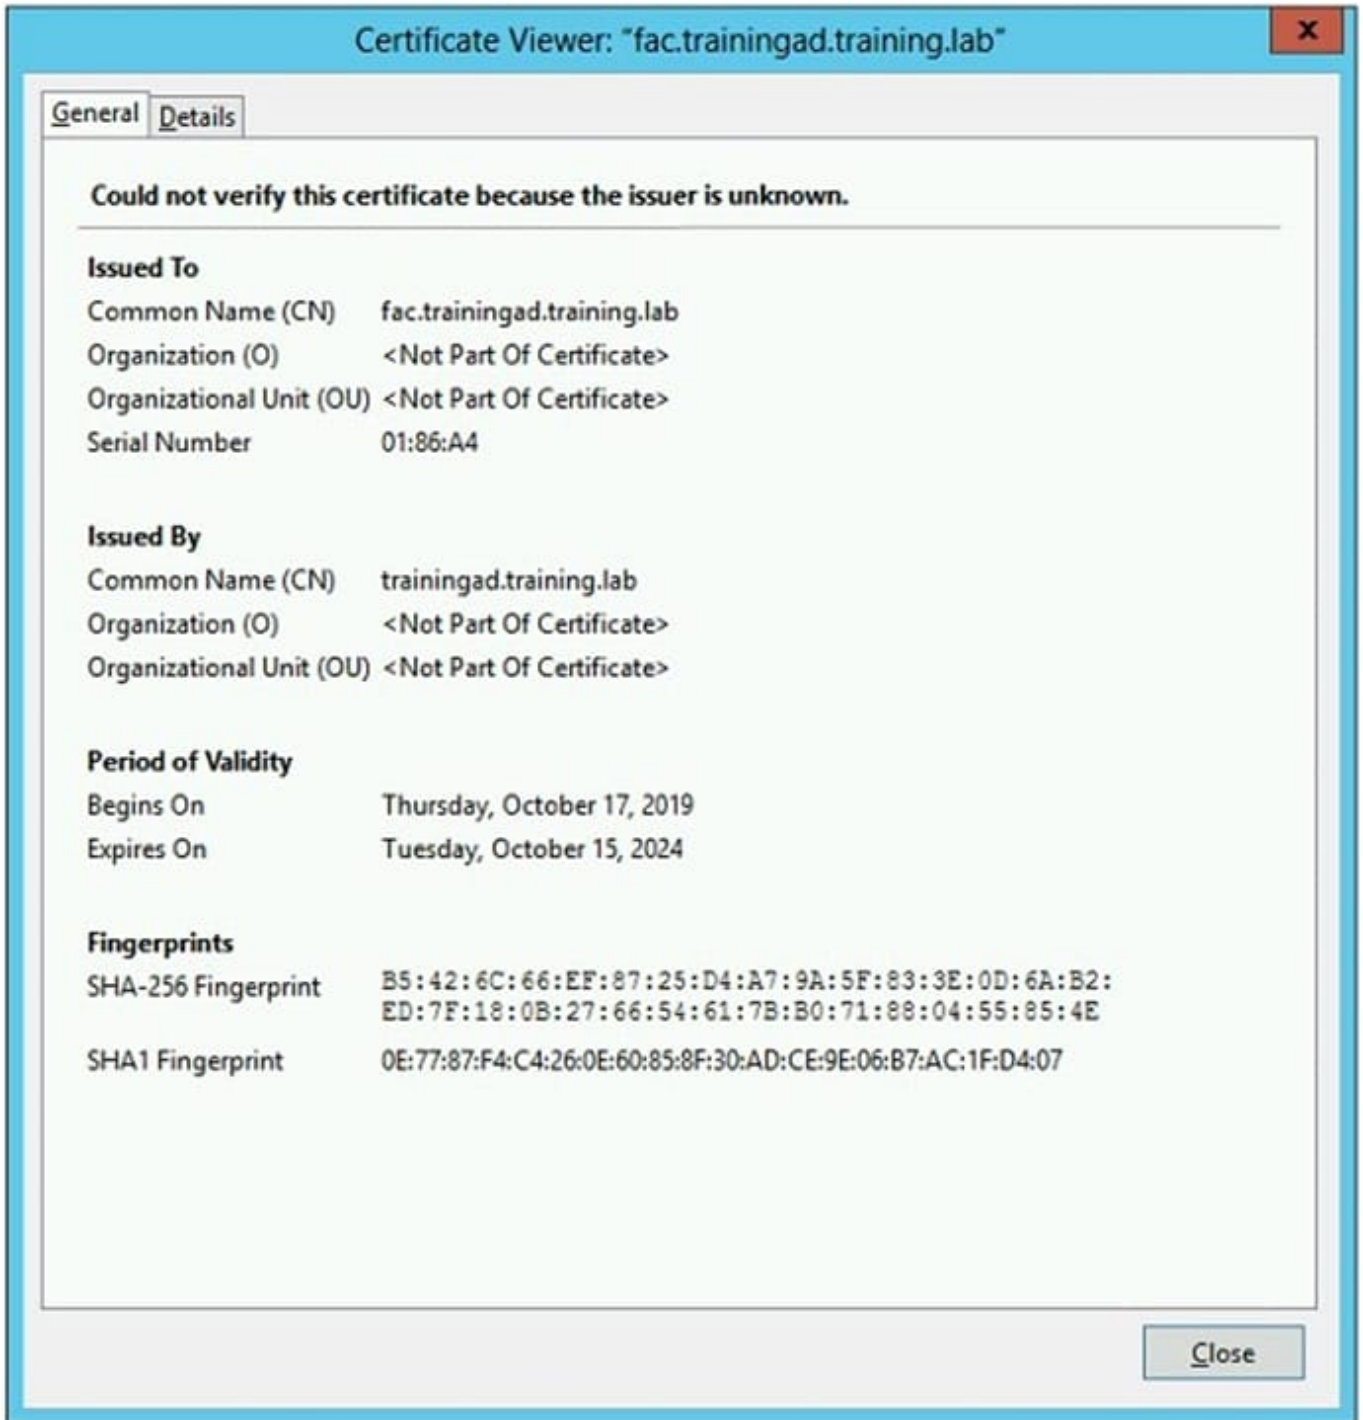 Certificate Viewer: "fac.trainingad.training.lab"
x
General Details
Could not verify this certificate because the issuer is unknown.
Issued To
Common Name (CN) fac.trainingad.training.lab
Organization (O) <Not Part Of Certificate>
Organizational Unit (OU) <Not Part Of Certificate>
Serial Number 01:86:A4
Issued By
Common Name (CN) trainingad.training.lab
Organization (O) <Not Part Of Certificate>
Organizational Unit (OU) <Not Part Of Certificate>
Period of Validity
Begins On Thursday, October 17, 2019
Expires On Tuesday, October 15, 2024
Fingerprints
SHA-256 Fingerprint B5:42:6C:66:EF:87:25:D4:A7:9A:5F:83:3E:0D:6A:B2:
ED:7F:18:0B:27:66:54:61:7B:B0:71:88:04:55:85:4E
SHA1 Fingerprint 0E:77:87:F4:C4:26:0E:60:85:8F:30:AD:CE:9E:06:B7:AC:1F:D4:07
Close